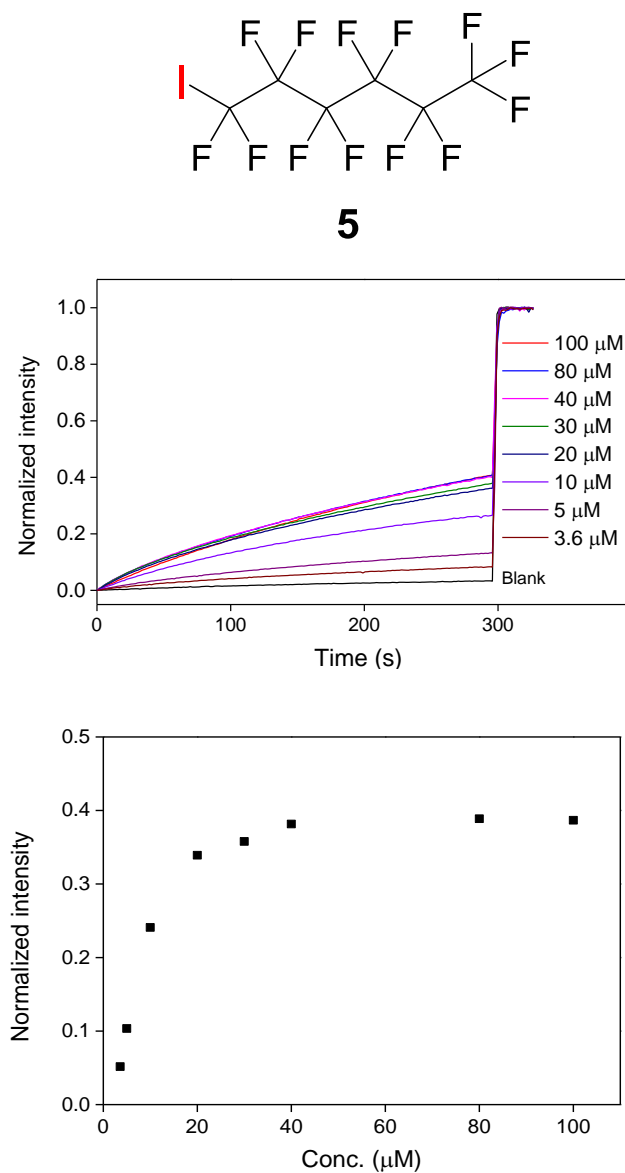 F F F F F
I F
F
F F F F F F
5
1.0
0.8
0.6
0.4
0.2
0.0
Normalized intensity
100 μM
80 μM
40 μM
30 μM
20 μM
10 μM
5 μM
3.6 μM
Blank
0 100 200 300
Time (s)
0.5
0.4
0.3
0.2
0.1
0.0
Normalized intensity
0 20 40 60 80 100
Conc. (μM)